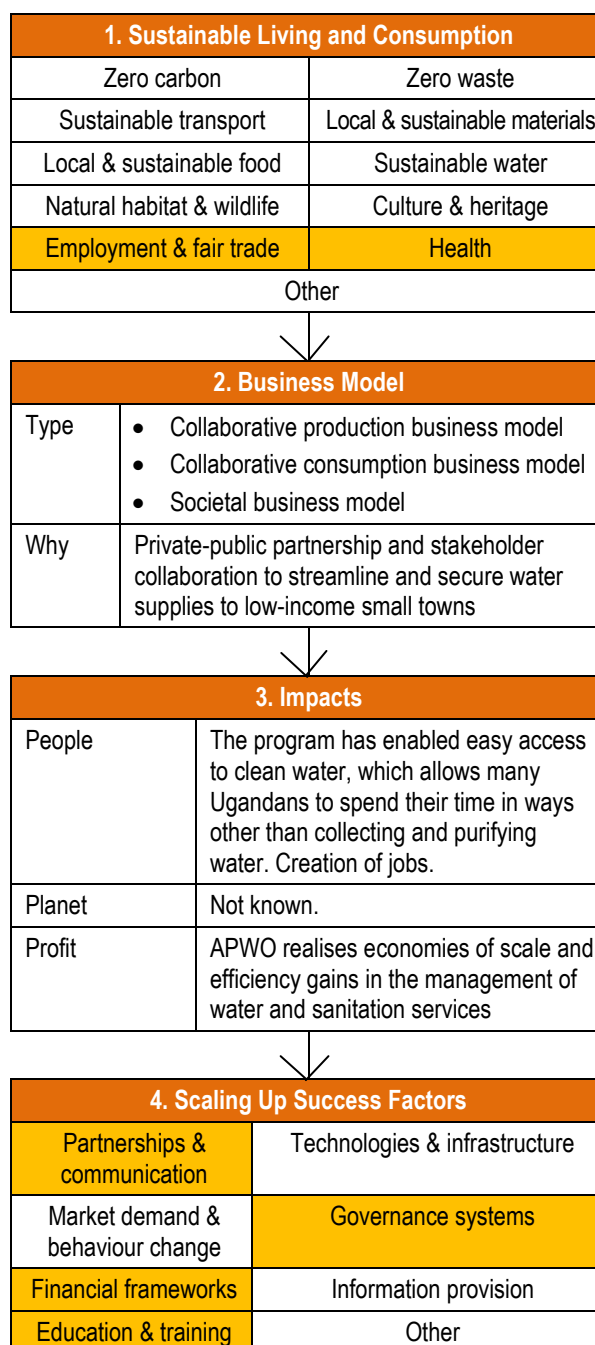 1. Sustainable Living and Consumption
Zero carbon
Zero waste
Sustainable transport
Local & sustainable materials
Local & sustainable food
Sustainable water
Natural habitat & wildlife
Culture & heritage
Employment & fair trade
Health
Other
2. Business Model
Type
• Collaborative production business model
• Collaborative consumption business model
• Societal business model
Why
Private-public partnership and stakeholder
collaboration to streamline and secure water
supplies to low-income small towns
3. Impacts
People
The program has enabled easy access
to clean water, which allows many
Ugandans to spend their time in ways
other than collecting and purifying
water. Creation of jobs.
Planet
Not known.
Profit
APWO realises economies of scale and
efficiency gains in the management of
water and sanitation services
4. Scaling Up Success Factors
Partnerships &
communication
Technologies & infrastructure
Market demand &
behaviour change
Governance systems
Financial frameworks
Information provision
Education & training
Other